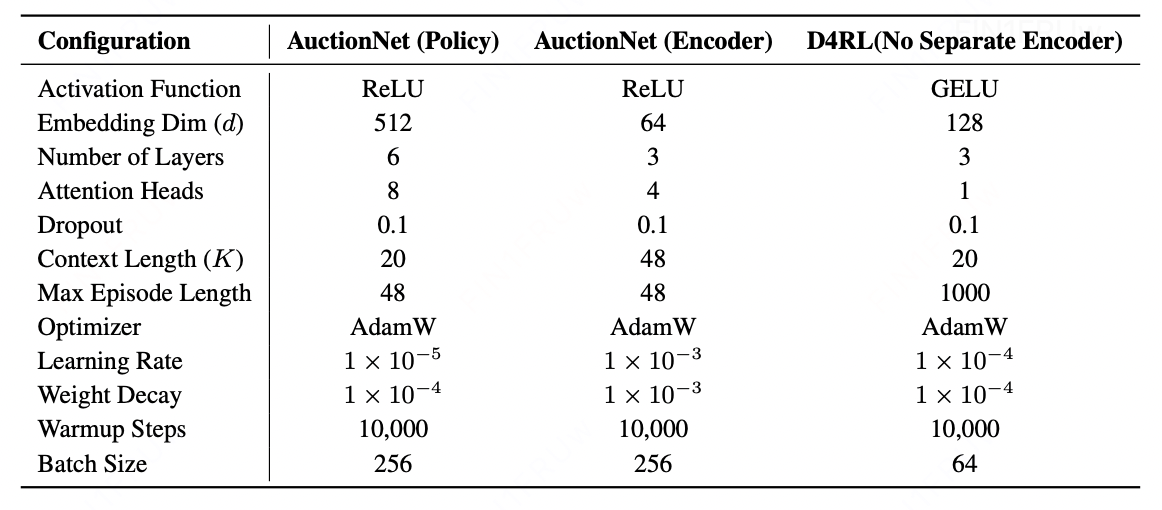 Configuration AuctionNet (Policy) AuctionNet (Encoder) D4RL(No Separate Encoder)
Activation Function ReLU ReLU GELU
Embedding Dim (d) 512 64 128
Number of Layers 6 3 3
Attention Heads 8 4 1
Dropout 0.1 0.1 0.1
Context Length (K) 20 48 20
Max Episode Length 48 48 1000
Optimizer AdamW AdamW AdamW
Learning Rate 1 × 10⁻⁵ 1 × 10⁻³ 1 × 10⁻⁴
Weight Decay 1 × 10⁻⁴ 1 × 10⁻³ 1 × 10⁻⁴
Warmup Steps 10,000 10,000 10,000
Batch Size 256 256 64